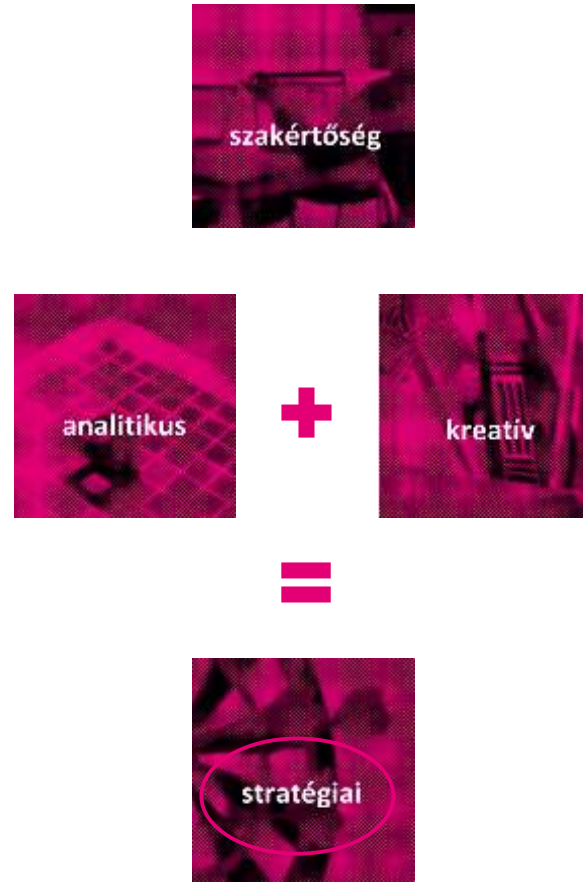 szakértőség
analitikus
+
kreatív
=
stratégiai